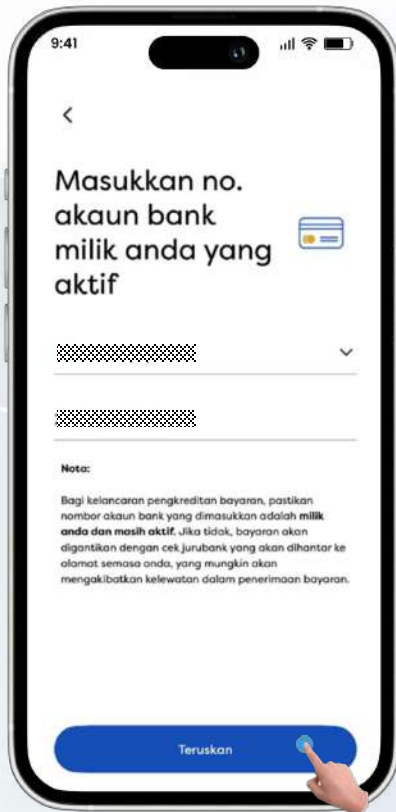 9:41
Masukkan no.
akaun bank
milik anda yang
aktif
Nota:
Bagi kelancaran pengkreditan bayaran, pastikan
nombor akaun bank yang dimasukkan adalah milik
anda dan masih aktif. Jika tidak, bayaran akan
digantikan dengan cek jurubank yang akan dihantar ke
alamat semasa anda, yang mungkin akan
mengakibatkan kelewatan dalam penerimaan bayaran.
Teruskan